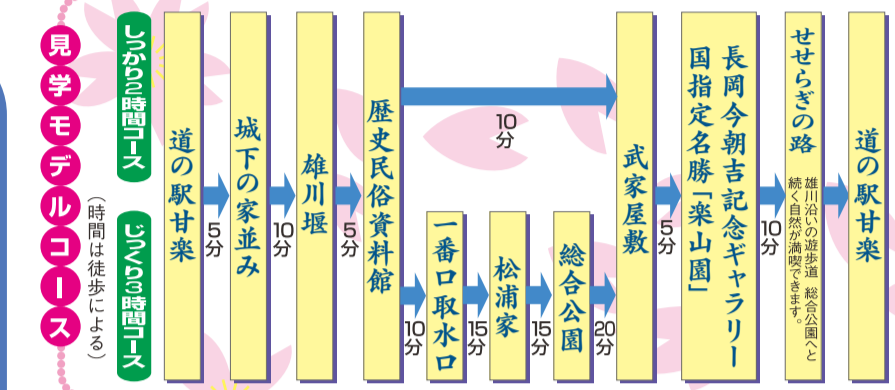 見学モデルコース
（時間は徒歩による）
しっかり2時間コース
じっくり3時間コース
道の駅甘楽
5分
城下の家並み
10分
雄川堰
5分
歴史民俗資料館
10分
10分
一番口取水口
15分
松浦家
15分
総合公園
20分
武家屋敷
5分
長岡今朝吉記念ギャラリー
国指定名勝「楽山園」
10分
せせらぎの路
雄川沿いの遊歩道 総合公園へと
続く自然が満喫できます。
道の駅甘楽